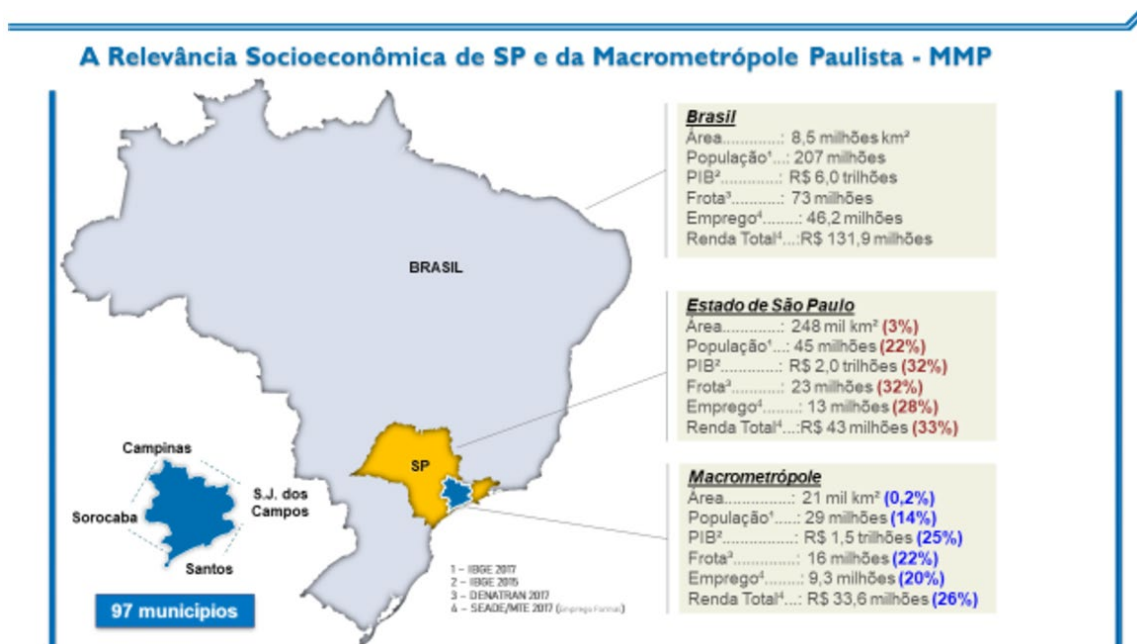 A Relevância Socioeconômica de SP e da Macrometrópole Paulista - MMP
Brasil
Área.............: 8,5 milhões km²
População¹...: 207 milhões
PIB²..............: R$ 6,0 trilhões
Frota³............: 73 milhões
Emprego⁴........: 46,2 milhões
Renda Total⁴...:R$ 131,9 milhões
BRASIL
Estado de São Paulo
Área.............: 248 mil km² (3%)
População¹...: 45 milhões (22%)
PIB²..............: R$ 2,0 trilhões (32%)
Frota³............: 23 milhões (32%)
Emprego⁴........: 13 milhões (28%)
Renda Total⁴...:R$ 43 milhões (33%)
SP
Campinas
S.J. dos
Campos
Sorocaba
Santos
97 municípios
Macrometrópole
Área...............: 21 mil km² (0,2%)
População¹.....: 29 milhões (14%)
PIB²................: R$ 1,5 trilhões (25%)
Frota³..............: 16 milhões (22%)
Emprego⁴.........: 9,3 milhões (20%)
Renda Total⁴...: R$ 33,6 milhões (26%)
1 – IBGE 2017
2 – IBGE 2015
3 – DENATRAN 2017
4 – SEADE/MTE 2017 (Emprego Formal)